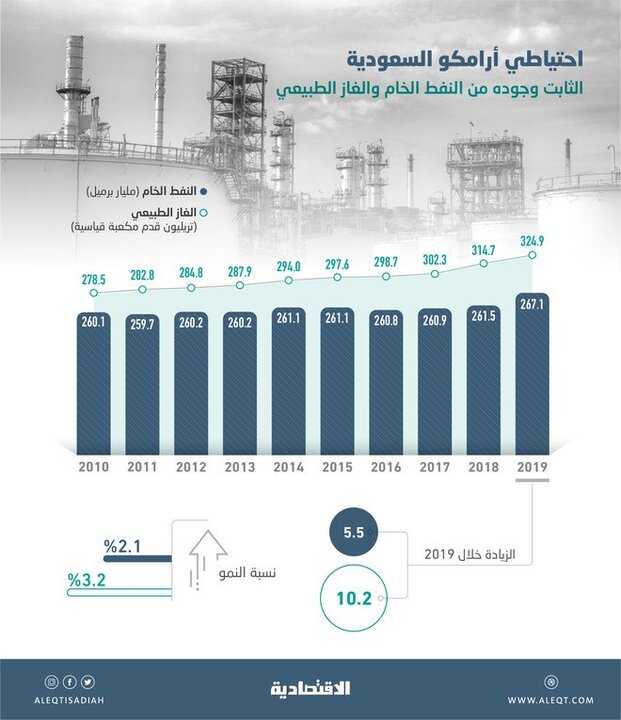 احتياطي أرامكو السعودية
الثابت وجوده من النفط الخام والغاز الطبيعي
النفط الخام (مليار برميل)
الغاز الطبيعي
(تريليون قدم مكعبة قياسية)
278.5 282.8 284.8 287.9 294.0 297.6 298.7 302.3 314.7 324.9
260.1 259.7 260.2 260.2 261.1 261.1 260.8 260.9 261.5 267.1
2010 2011 2012 2013 2014 2015 2016 2017 2018 2019
الزيادة خلال 2019
5.5
10.2
نسبة النمو
%2.1
%3.2
ALEQTISADIAH
الاقتصادية
WWW.ALEQT.COM